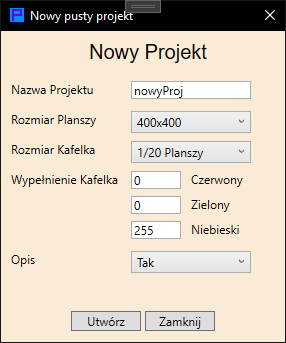 Nowy pusty projekt
Nowy Projekt
Nazwa Projektu nowyProj
Rozmiar Planszy 400x400
Rozmiar Kafelka 1/20 Planszy
Wypełnienie Kafelka 0 Czerwony
0 Zielony
255 Niebieski
Opis Tak
Utwórz Zamknij